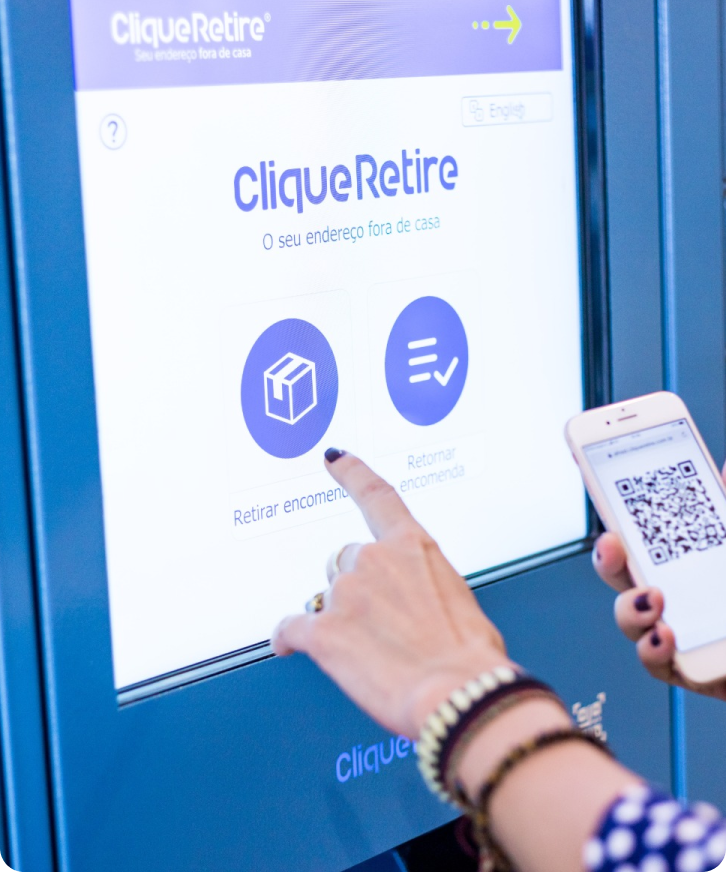 CliqueRetire®
Seu endereço fora de casa
?
English
CliqueRetire
O seu endereço fora de casa
Retirar encomend
Retornar
encomenda
Clique